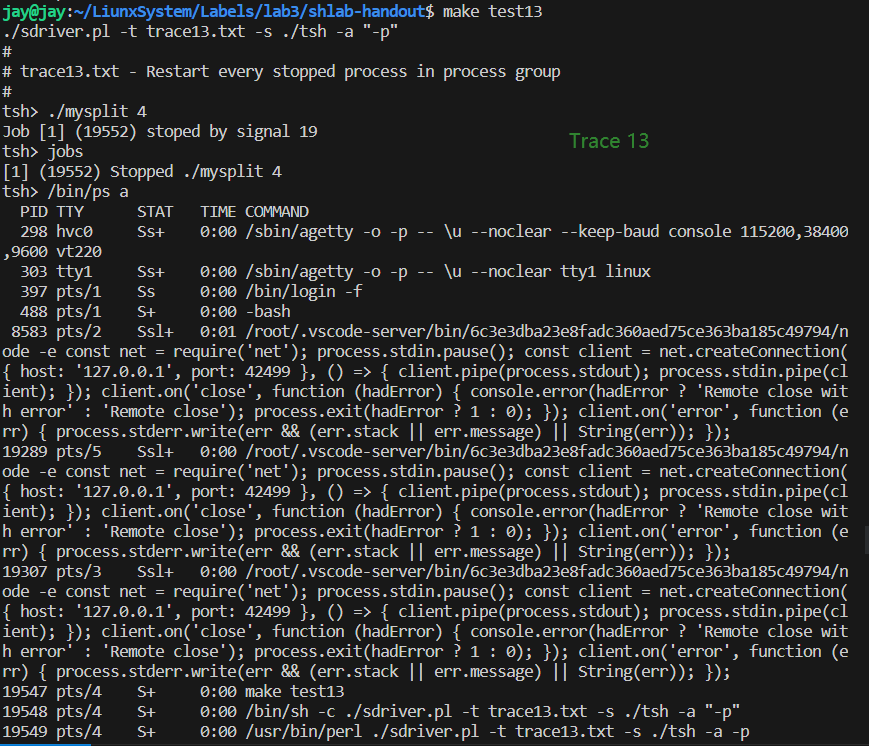 jay@jay:~/LiunxSystem/Labels/lab3/shlab-handout$ make test13
./sdriver.pl -t trace13.txt -s ./tsh -a "-p"
#
# trace13.txt - Restart every stopped process in process group
#
tsh> ./mysplit 4
Job [1] (19552) stoped by signal 19
Trace 13
tsh> jobs
[1] (19552) Stopped ./mysplit 4
tsh> /bin/ps a
PID TTY STAT TIME COMMAND
298 hvc0 Ss+ 0:00 /sbin/agetty -o -p -- \u --noclear --keep-baud console 115200,38400
,9600 vt220
303 tty1 Ss+ 0:00 /sbin/agetty -o -p -- \u --noclear tty1 linux
397 pts/1 Ss 0:00 /bin/login -f
488 pts/1 S+ 0:00 -bash
8583 pts/2 Ssl+ 0:01 /root/.vscode-server/bin/6c3e3dba23e8fadc360aed75ce363ba185c49794/n
ode -e const net = require('net'); process.stdin.pause(); const client = net.createConnection(
{ host: '127.0.0.1', port: 42499 }, () => { client.pipe(process.stdout); process.stdin.pipe(cl
ient); }); client.on('close', function (hadError) { console.error(hadError ? 'Remote close wit
h error' : 'Remote close'); process.exit(hadError ? 1 : 0); }); client.on('error', function (e
rr) { process.stderr.write(err && (err.stack || err.message) || String(err)); });
19289 pts/5 Ssl+ 0:00 /root/.vscode-server/bin/6c3e3dba23e8fadc360aed75ce363ba185c49794/n
ode -e const net = require('net'); process.stdin.pause(); const client = net.createConnection(
{ host: '127.0.0.1', port: 42499 }, () => { client.pipe(process.stdout); process.stdin.pipe(cl
ient); }); client.on('close', function (hadError) { console.error(hadError ? 'Remote close wit
h error' : 'Remote close'); process.exit(hadError ? 1 : 0); }); client.on('error', function (e
rr) { process.stderr.write(err && (err.stack || err.message) || String(err)); });
19307 pts/3 Ssl+ 0:00 /root/.vscode-server/bin/6c3e3dba23e8fadc360aed75ce363ba185c49794/n
ode -e const net = require('net'); process.stdin.pause(); const client = net.createConnection(
{ host: '127.0.0.1', port: 42499 }, () => { client.pipe(process.stdout); process.stdin.pipe(cl
ient); }); client.on('close', function (hadError) { console.error(hadError ? 'Remote close wit
h error' : 'Remote close'); process.exit(hadError ? 1 : 0); }); client.on('error', function (e
rr) { process.stderr.write(err && (err.stack || err.message) || String(err)); });
19547 pts/4 S+ 0:00 make test13
19548 pts/4 S+ 0:00 /bin/sh -c ./sdriver.pl -t trace13.txt -s ./tsh -a "-p"
19549 pts/4 S+ 0:00 /usr/bin/perl ./sdriver.pl -t trace13.txt -s ./tsh -a -p